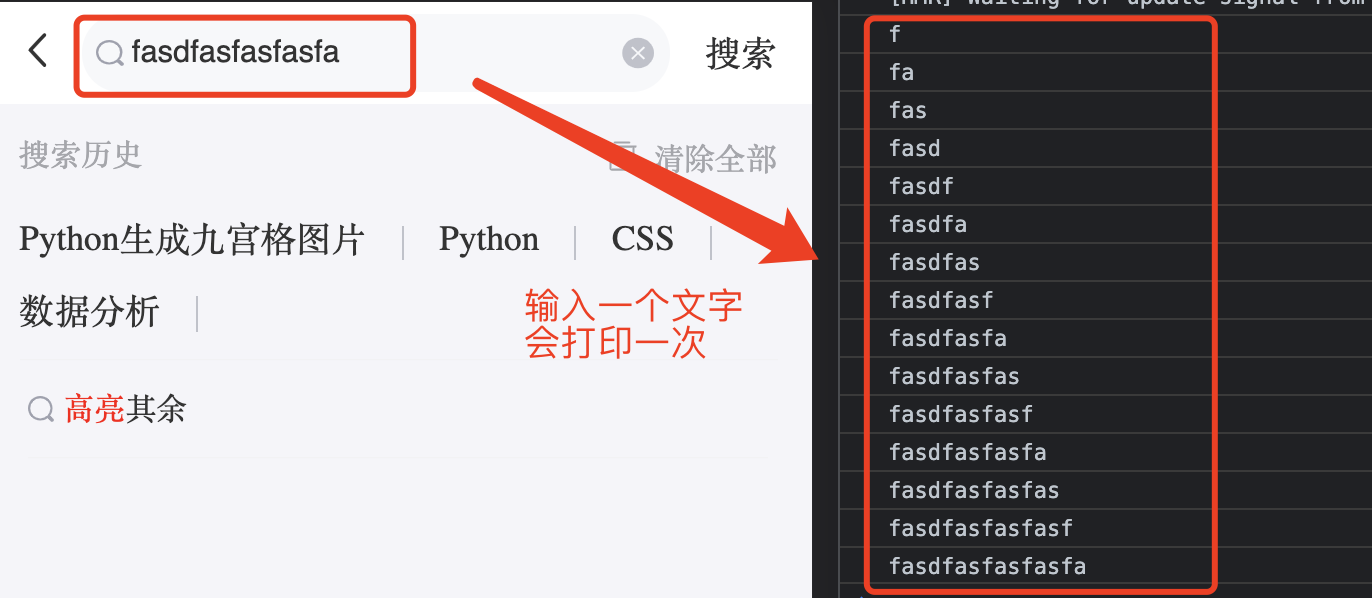 fasdfasfasfasfa
搜索
搜索历史
清除全部
Python生成九宫格图片
Python
CSS
数据分析
输入一个文字
会打印一次
高亮其余
[HMR] Waiting for update signal from
f
fa
fas
fasd
fasdf
fasdfa
fasdfas
fasdfasf
fasdfasfa
fasdfasfas
fasdfasfasf
fasdfasfasfa
fasdfasfasfas
fasdfasfasfasf
fasdfasfasfasfa